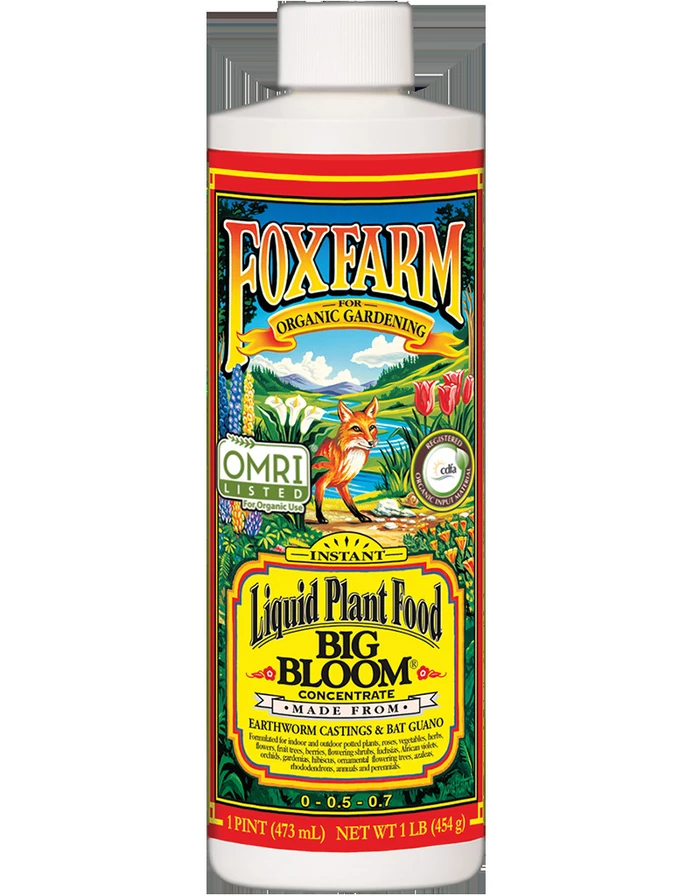 FOXFARM
FOR
ORGANIC GARDENING
OMRI
LISTED
For Organic Use
REGISTERED
cdfa
ORGANIC INPUT MATERIAL
INSTANT
Liquid Plant Food
BIG
BLOOM®
CONCENTRATE
•MADE FROM•
EARTHWORM CASTINGS & BAT GUANO
Formulated for indoor and outdoor potted plants, roses, vegetables, herbs,
flowers, fruit trees, berries, flowering shrubs, fuchsias, African violets,
orchids, gardenias, hibiscus, ornamental flowering trees, azaleas,
rhododendrons, annuals and perennials.
0 - 0.5 - 0.7
1 PINT (473 mL) NET WT 1 LB (454 g)